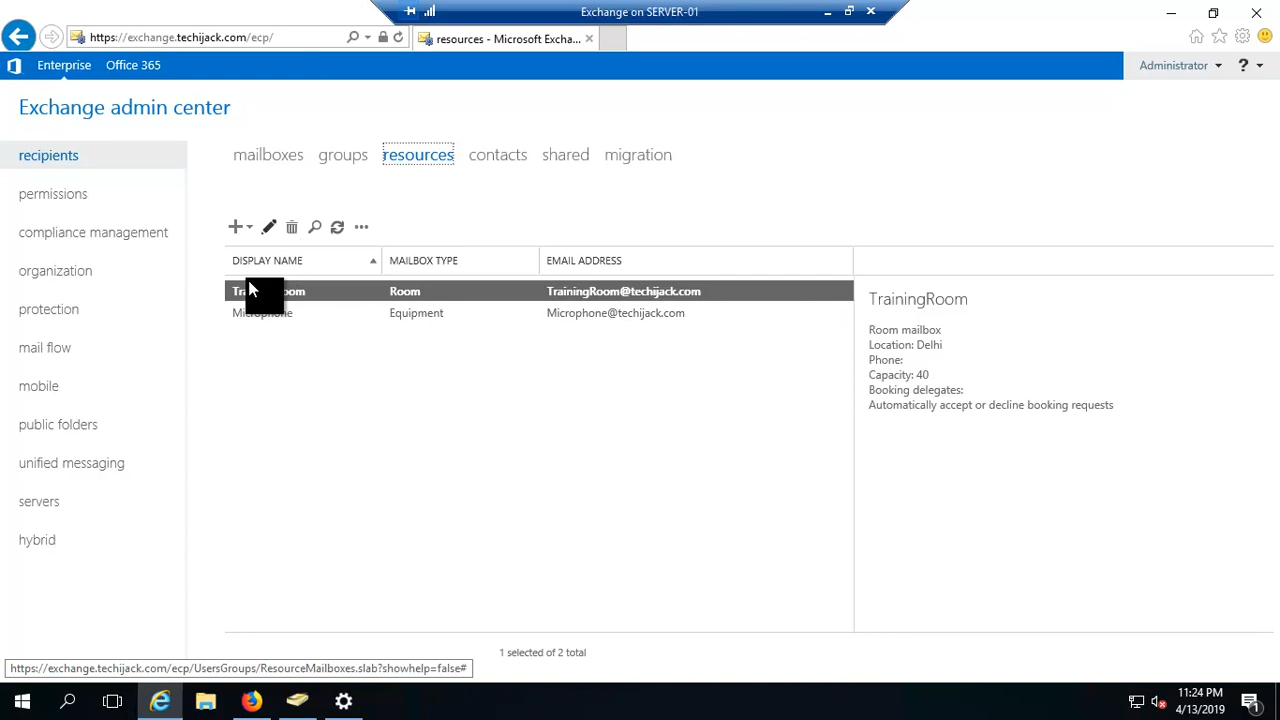 Exchange on SERVER-01
https://exchange.techijack.com/ecp/
resources - Microsoft Excha...
Enterprise
Office 365
Administrator
?
Exchange admin center
recipients
permissions
compliance management
organization
protection
mail flow
mobile
public folders
unified messaging
servers
hybrid
mailboxes groups resources contacts shared migration
DISPLAY NAME MAILBOX TYPE EMAIL ADDRESS
Room TrainingRoom@techijack.com
Microphone Equipment Microphone@techijack.com
TrainingRoom
Room mailbox
Location: Delhi
Phone:
Capacity: 40
Booking delegates:
Automatically accept or decline booking requests
1 selected of 2 total
https://exchange.techijack.com/ecp/UsersGroups/ResourceMailboxes.slab?showhelp=false#
11:24 PM
4/13/2019
1